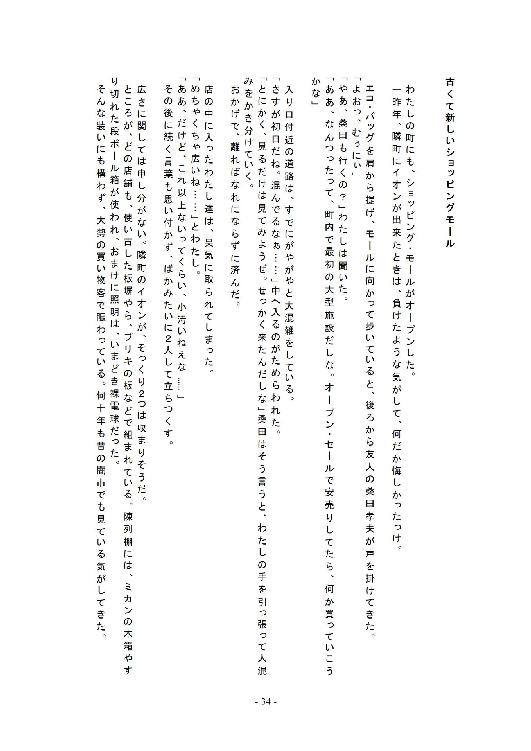 古くて新しいショッピングモール
わたしの町にも、ショッピング・モールがオープンした。
一昨年、隣町にイオンが出来たときは、負けたような気がして、何だか悔しかったっけ。
エコ・バッグを肩から提げ、モールに向かって歩いていると、後ろから友人の桑田孝夫が声を掛けてきた。
「よおっ、むぅにぃ」
「やあ、桑田も行くの？」わたしは聞いた。
「ああ、なんつったって、町内で最初の大型施設だしな。オープン・セールで安売りしてたら、何か買っていこう
かな」
入り口付近の道路は、すでにがやがやと大混雑をしている。
「さすが初日だね。混んでるなぁ……」中へ入るのがためらわれた。
「とにかく、見るだけは見てみようぜ。せっかく来たんだしな」桑田はそう言うと、わたしの手を引っ張って人混
みをかき分けていく。
おかげで、離ればなれにならずに済んだ。
店の中に入ったわたし達は、呆気に取られてしまった。
「めちゃくちゃ広いね……」とわたし。
「ああ、だけど、これ以上ないってくらい、小汚いねえな……」
その後に続く言葉も思い付かず、ばかみたいに２人して立ちつくす。
広さに関しては申し分がない。隣町のイオンが、そっくり２つは収まりそうだ。
ところが、どの店舗も、使い古した板塀やら、ブリキの板などで組まれている。陳列棚には、ミカンの木箱やす
り切れた段ボール箱が使われ、おまけに照明は、いまどき裸電球だった。
そんな装いにも構わず、大勢の買い物客で賑わっている。何十年も昔の闇市でも見ている気がしてきた。
- 34 -